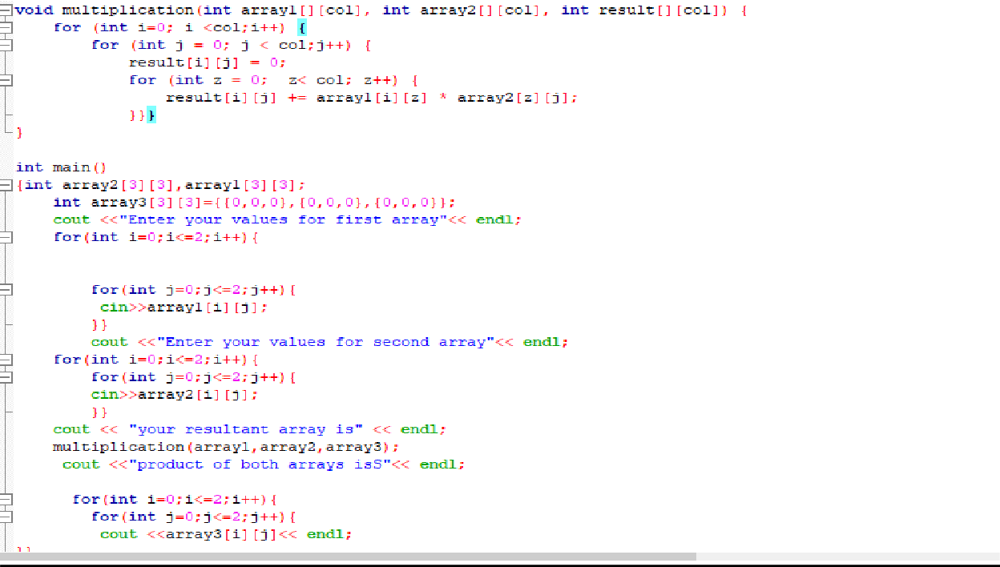 void multiplication(int array1[][col], int array2[][col], int result[][col]) {
for (int i=0; i <col;i++) {
for (int j = 0; j < col;j++) {
result[i][j] = 0;
for (int z = 0;  z< col; z++) {
result[i][j] += array1[i][z] * array2[z][j];
}}}
}
int main()
{int array2[3][3],array1[3][3];
int array3[3][3]={{0,0,0},{0,0,0},{0,0,0}};
cout <<"Enter your values for first array"<< endl;
for(int i=0;i<=2;i++){
for(int j=0;j<=2;j++){
cin>>array1[i][j];
}}
cout <<"Enter your values for second array"<< endl;
for(int i=0;i<=2;i++){
for(int j=0;j<=2;j++){
cin>>array2[i][j];
}}
cout << "your resultant array is" << endl;
multiplication(array1,array2,array3);
cout <<"product of both arrays isS"<< endl;
for(int i=0;i<=2;i++){
for(int j=0;j<=2;j++){
cout <<array3[i][j]<< endl;
}}